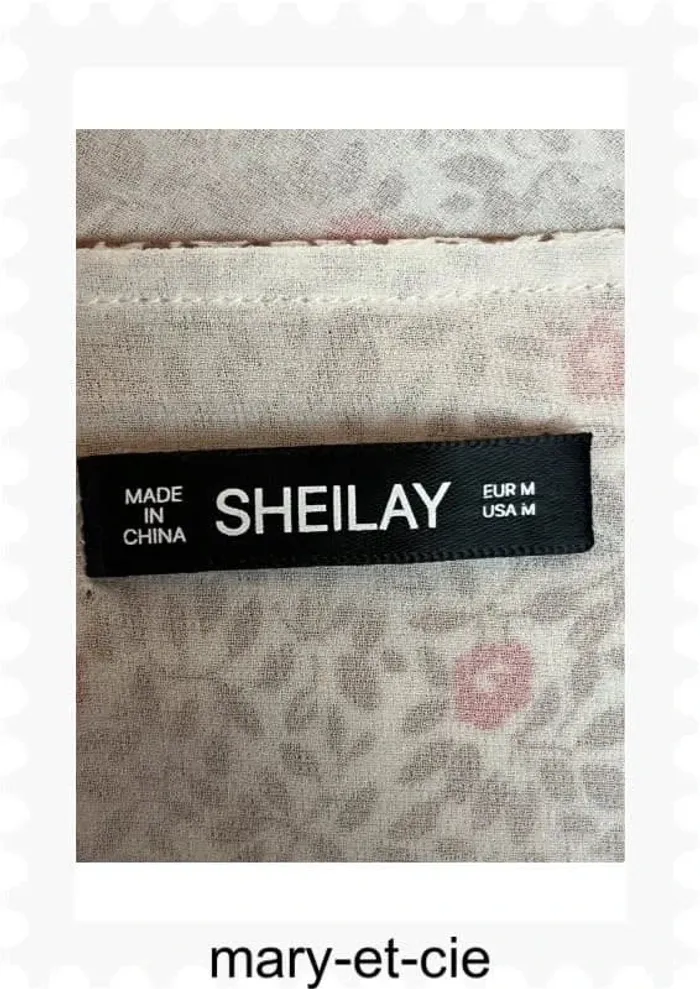 MADE
IN
CHINA
SHEILAY
EUR M
USA M
mary-et-cie